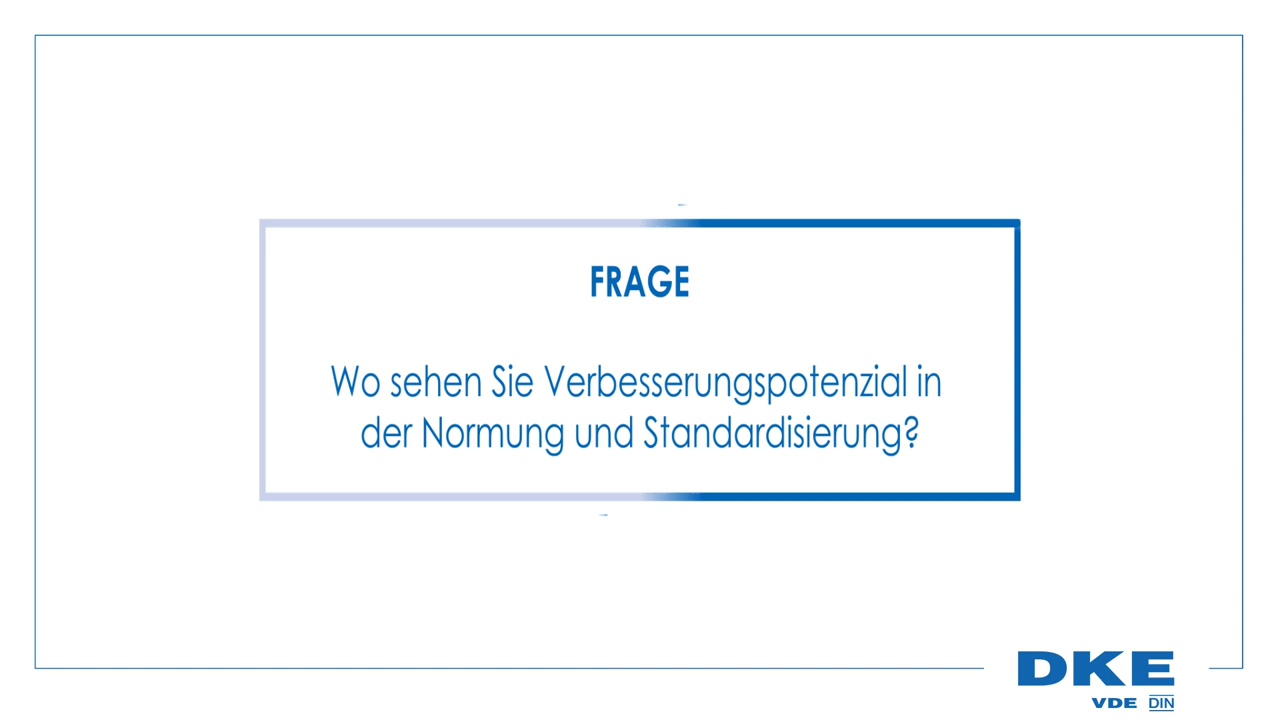 FRAGE
Wo sehen Sie Verbesserungspotenzial in
der Normung und Standardisierung?
DKE
VDE DIN